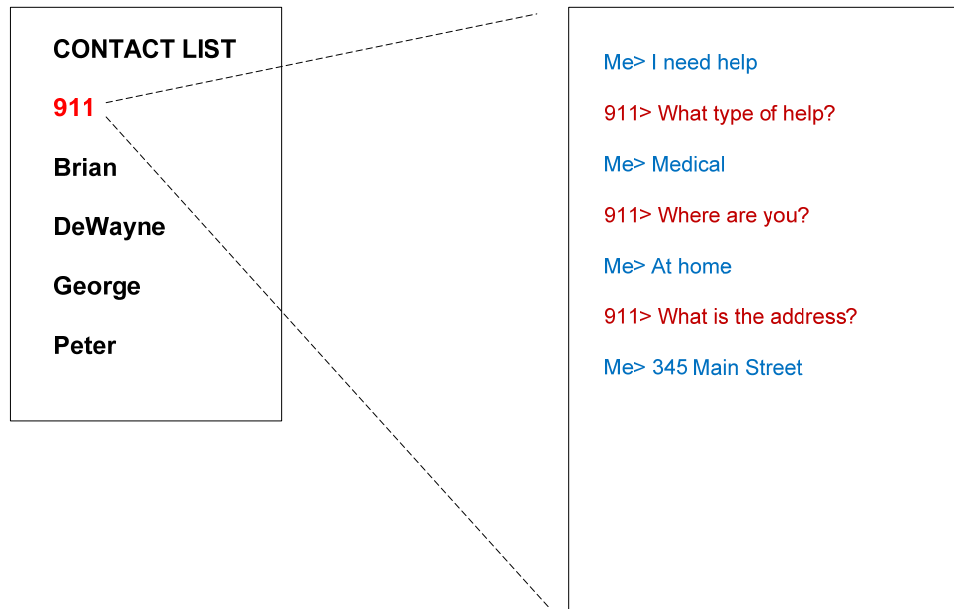 CONTACT LIST
911
Brian
DeWayne
George
Peter
Me> I need help
911> What type of help?
Me> Medical
911> Where are you?
Me> At home
911> What is the address?
Me> 345 Main Street